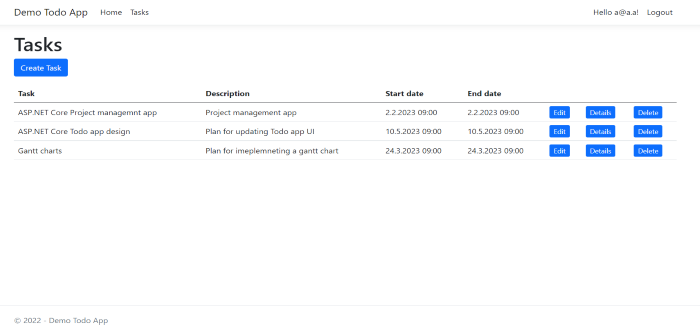 Demo Todo App Home Tasks Hello a@a.a! Logout
Tasks
Create Task
Task Description Start date End date
ASP.NET Core Project managemnt app Project management app 2.2.2023 09:00 2.2.2023 09:00 Edit Details Delete
ASP.NET Core Todo app design Plan for updating Todo app UI 10.5.2023 09:00 10.5.2023 09:00 Edit Details Delete
Gantt charts Plan for imeplemneting a gantt chart 24.3.2023 09:00 24.3.2023 09:00 Edit Details Delete
© 2022 - Demo Todo App